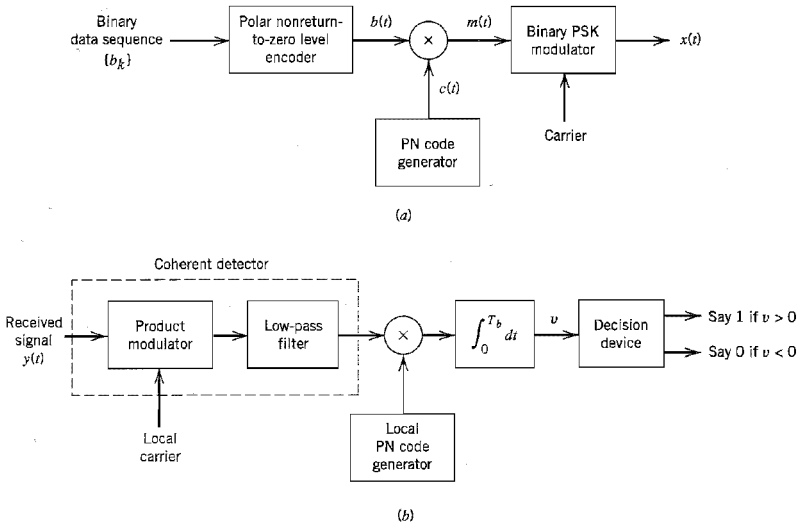 Binary
data sequence
{b_k}
Polar nonreturn-
to-zero level
encoder
b(t)
×
m(t)
Binary PSK
modulator
x(t)
c(t)
PN code
generator
Carrier
(a)
Coherent detector
Received
signal
y(t)
Product
modulator
Low-pass
filter
×
∫_0^{T_b} dt
v
Decision
device
Say 1 if v > 0
Say 0 if v < 0
Local
carrier
Local
PN code
generator
(b)